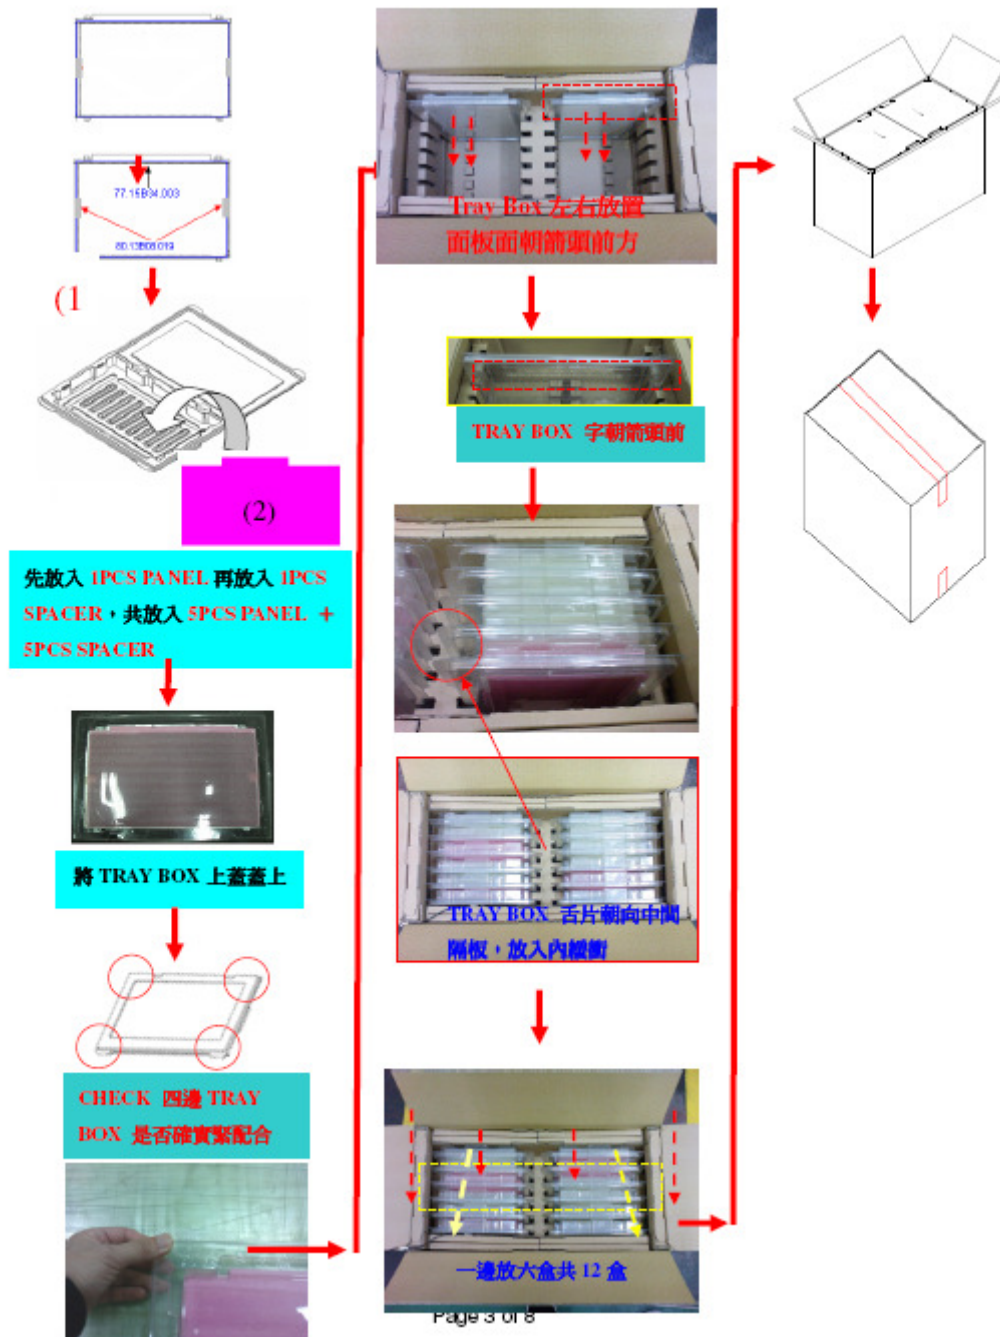 77.15B34.003
60.13B08.019
(1
(2)
先放入 1PCS PANEL 再放入 1PCS
SPACER，共放入 5PCS PANEL ＋
5PCS SPACER
將 TRAY BOX 上蓋蓋上
CHECK 四邊 TRAY
BOX 是否確實緊配合
Tray Box 左右放置
面板面朝箭頭前方
TRAY BOX 字朝箭頭前
TRAY BOX 舌片朝向中間
隔板，放入內緩衝
一邊放六盒共 12 盒
Page 3 of 8